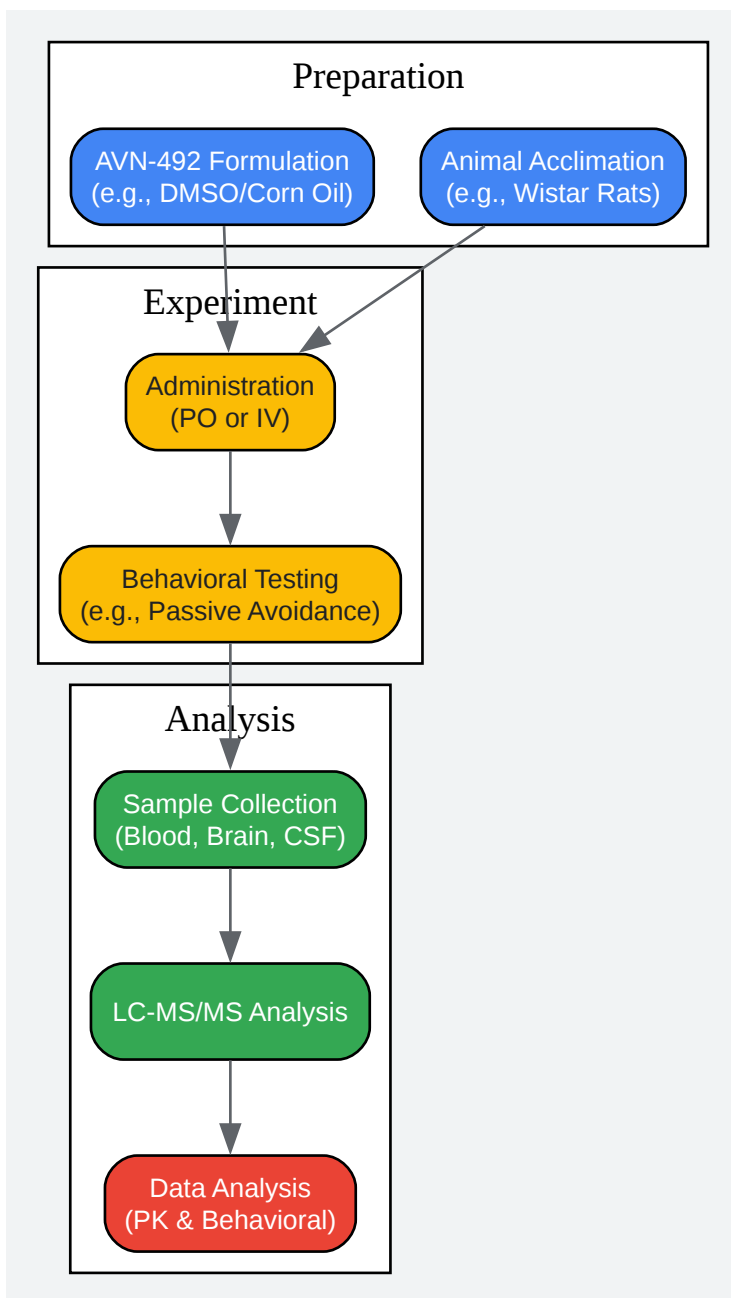 Preparation
AVN-492 Formulation
(e.g., DMSO/Corn Oil)
Animal Acclimation
(e.g., Wistar Rats)
Experiment
Administration
(PO or IV)
Behavioral Testing
(e.g., Passive Avoidance)
Analysis
Sample Collection
(Blood, Brain, CSF)
LC-MS/MS Analysis
Data Analysis
(PK & Behavioral)